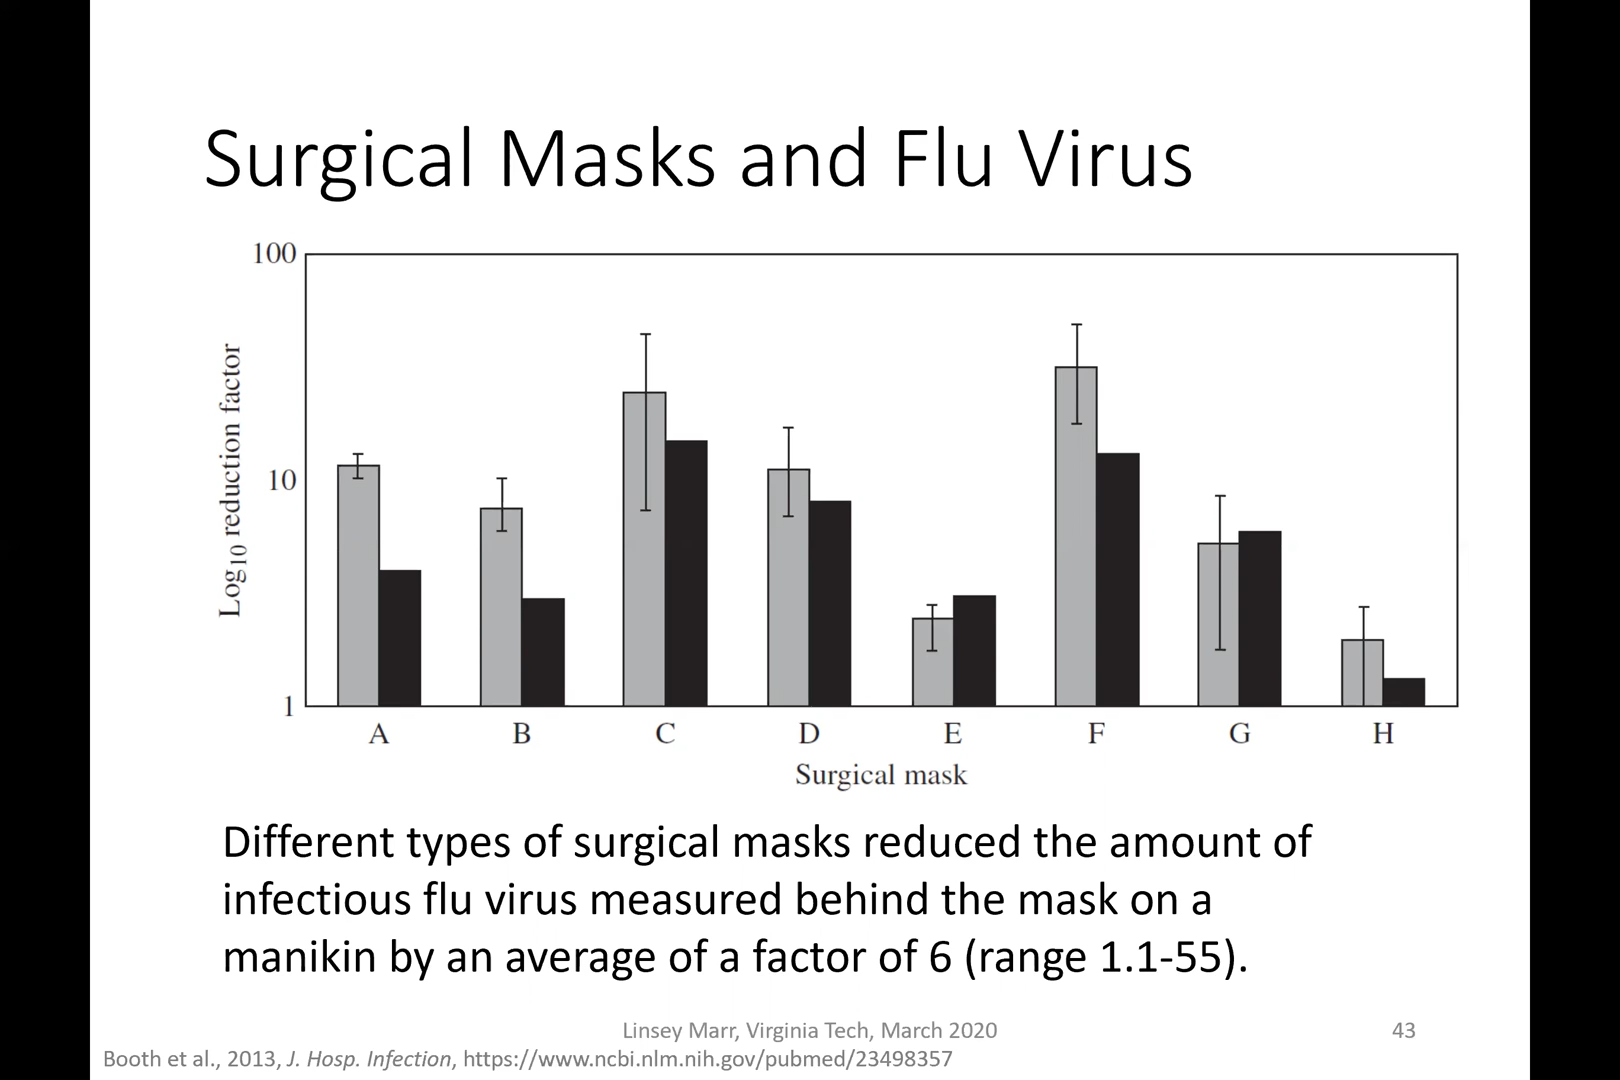 Surgical Masks and Flu Virus
100
10
1
Log10 reduction factor
A B C D E F G H
Surgical mask
Different types of surgical masks reduced the amount of
infectious flu virus measured behind the mask on a
manikin by an average of a factor of 6 (range 1.1-55).
Linsey Marr, Virginia Tech, March 2020 43
Booth et al., 2013, J. Hosp. Infection, https://www.ncbi.nlm.nih.gov/pubmed/23498357